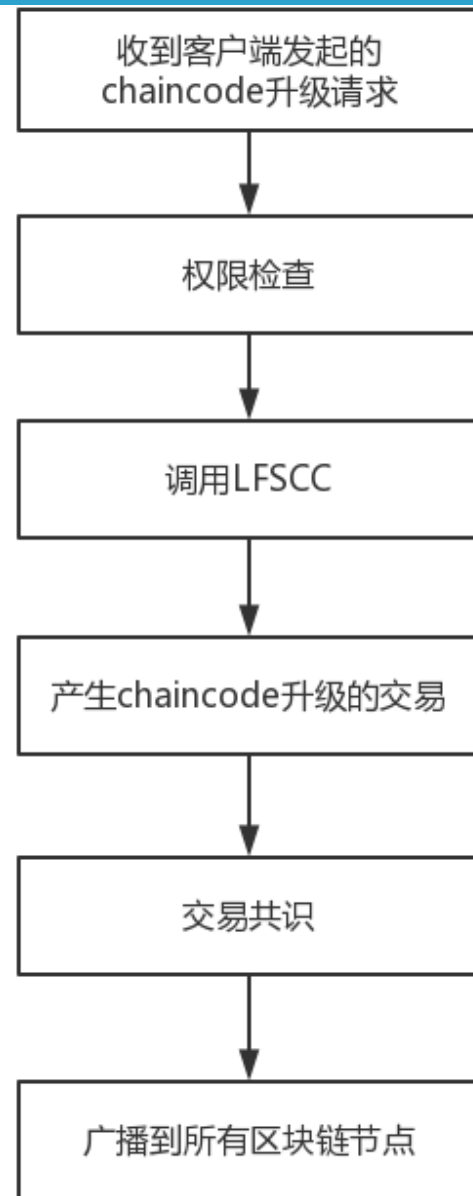 收到客户端发起的
chaincode升级请求
权限检查
调用LFSCC
产生chaincode升级的交易
交易共识
广播到所有区块链节点